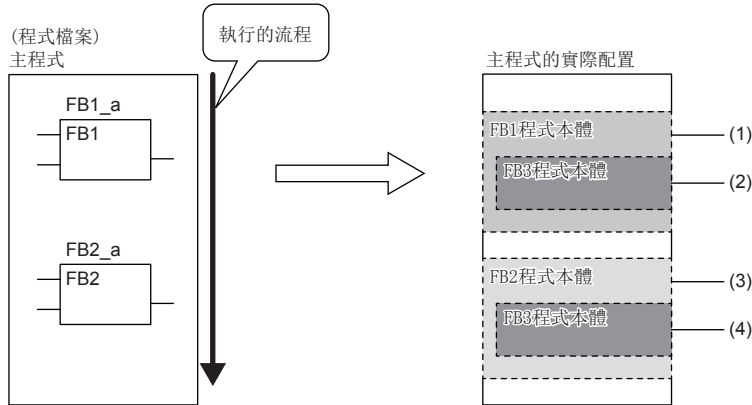 (程式檔案)
主程式
執行的流程
FB1_a
FB1
FB2_a
FB2
主程式的實際配置
FB1程式本體
(1)
FB3程式本體
(2)
FB2程式本體
(3)
FB3程式本體
(4)